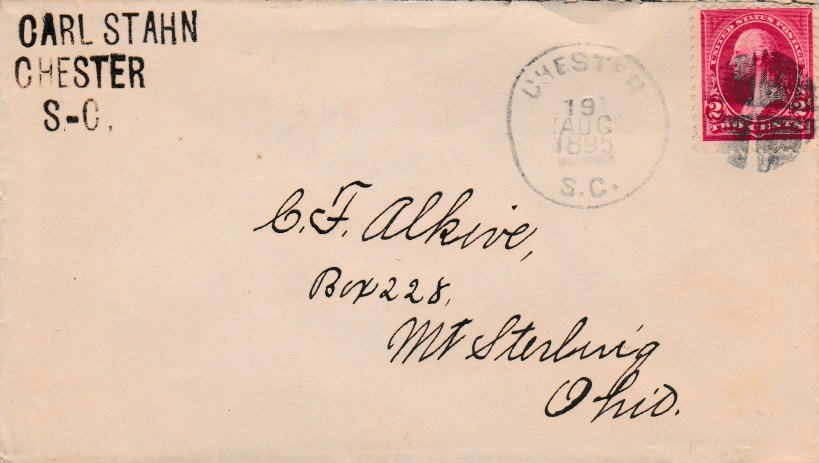 CARL STAHN
CHESTER
S-C.
CHESTER
19
AUG
1895
S.C.
UNITED STATES POSTAGE
2 2
TWO CENTS
C. F. Alkire,
Box 228,
Mt Sterling
Ohio.